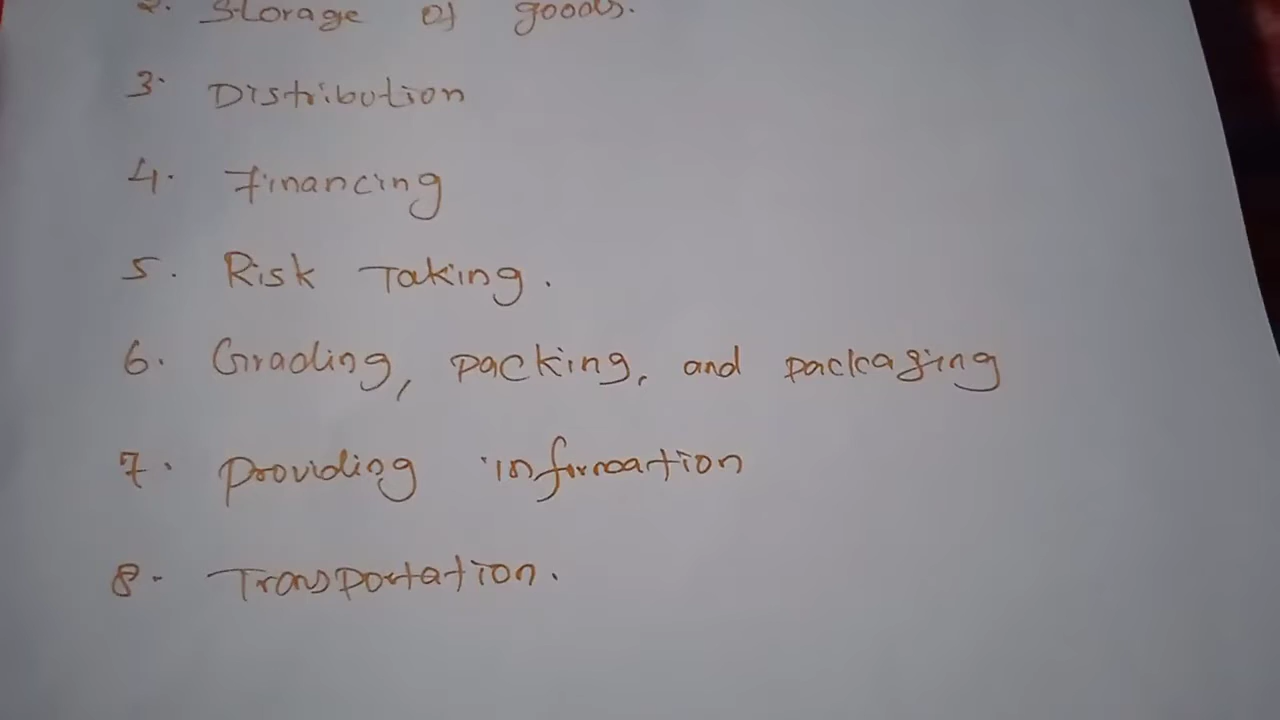 2. Storage of goods.
3. Distribution
4. Financing
5. Risk Taking.
6. Grading, packing, and packaging
7. providing information
8. Transportation.